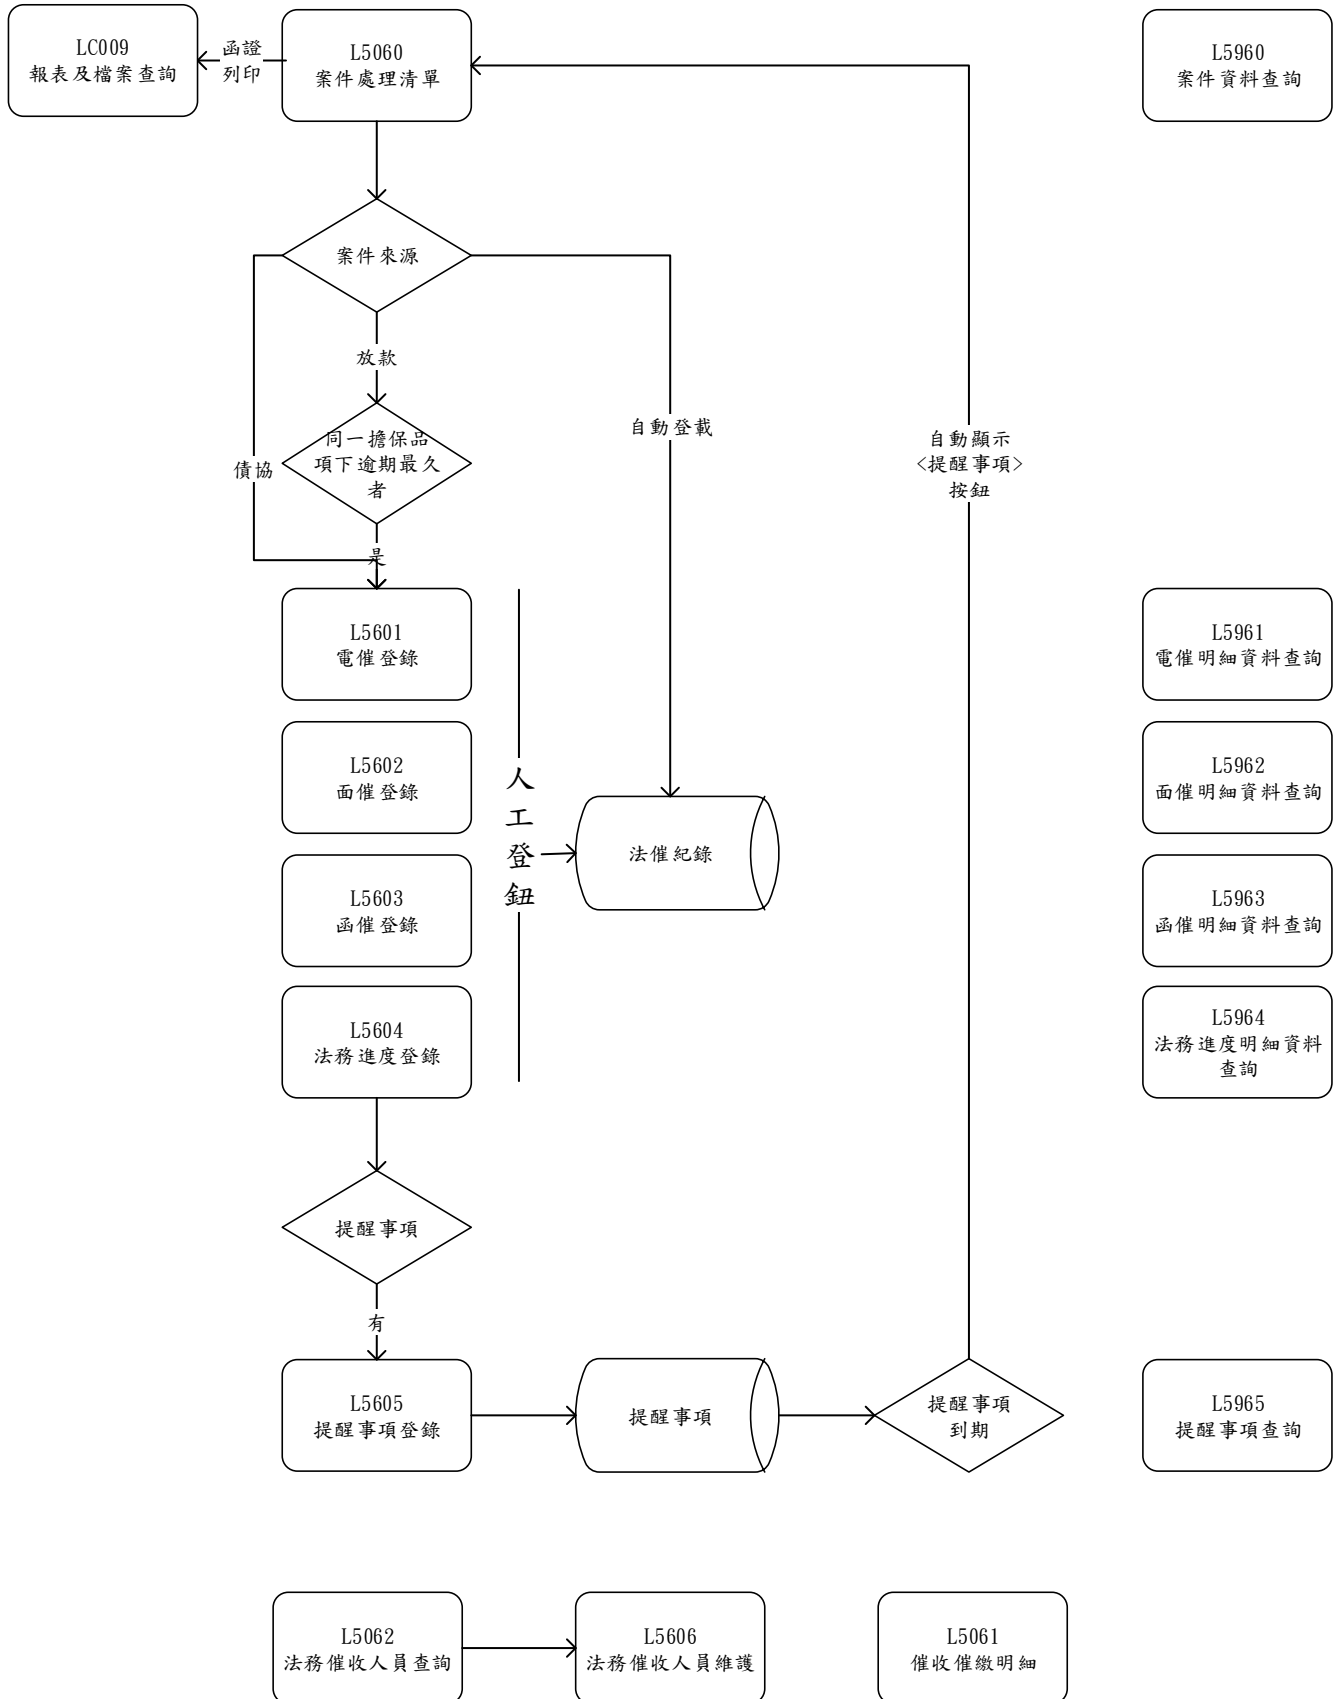 LC009
報表及檔案查詢
函證
列印
L5060
案件處理清單
L5960
案件資料查詢
案件來源
放款
自動登載
同一擔保品
項下逾期最久
者
債協
自動顯示
<提醒事項>
按鈕
是
L5601
電催登錄
L5961
電催明細資料查詢
L5602
面催登錄
人
工
登
鈕
法催紀錄
L5962
面催明細資料查詢
L5603
函催登錄
L5963
函催明細資料查詢
L5604
法務進度登錄
L5964
法務進度明細資料
查詢
提醒事項
有
L5605
提醒事項登錄
提醒事項
提醒事項
到期
L5965
提醒事項查詢
L5062
法務催收人員查詢
L5606
法務催收人員維護
L5061
催收催繳明細